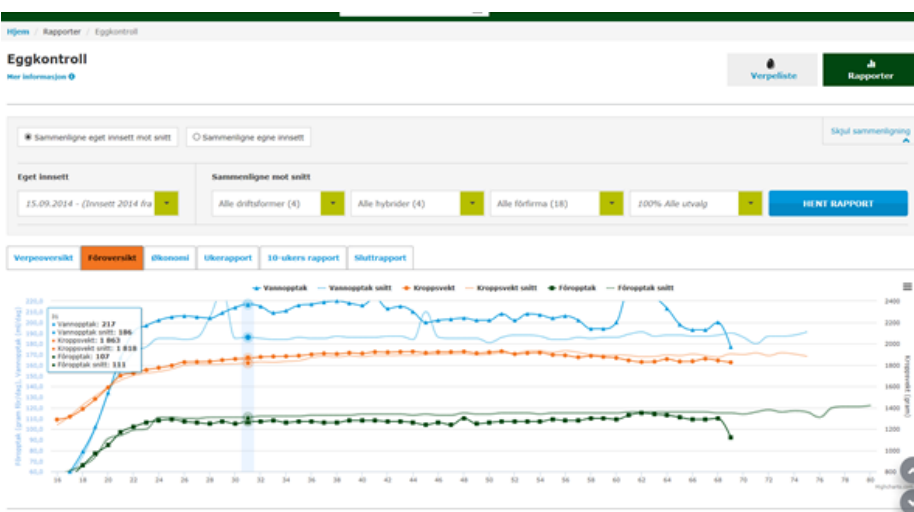 Hjem / Rapporter / Eggkontroll
Eggkontroll
Mer informasjon
Verpeliste
Rapporter
Sammenligne eget innsett mot snitt
Sammenligne egne innsett
Skjul sammenligning
Eget innsett
Sammenligne mot snitt
15.09.2014 - (Innsett 2014 fra
Alle driftsformer (4)
Alle hybrider (4)
Alle fôrfirma (18)
100% Alle utvalg
HENT RAPPORT
Verpeoversikt
Fôroversikt
Økonomi
Ukerapport
10-ukers rapport
Sluttrapport
Vannopptak
Vannopptak snitt
Kroppsvekt
Kroppsvekt snitt
Fôropptak
Fôropptak snitt
Fôropptak (gram fôr/dag), Vannopptak (ml/dag)
220,0
210,0
200,0
190,0
180,0
170,0
160,0
150,0
140,0
130,0
120,0
110,0
100,0
90,0
80,0
70,0
60,0
Vannopptak: 217
Vannopptak snitt: 186
Kroppsvekt: 1 863
Kroppsvekt snitt: 1 818
Fôropptak: 107
Fôropptak snitt: 111
2400
2200
2000
1800
1600
1400
1200
1000
800
Kroppsvekt (gram)
16 18 20 22 24 26 28 30 32 34 36 38 40 42 44 46 48 50 52 54 56 58 60 62 64 66 68 70 72 74 76 78 80